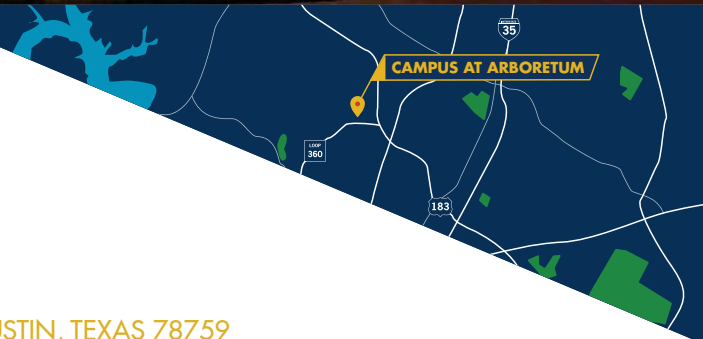 35
CAMPUS AT ARBORETUM
LOOP
360
183
USTIN, TEXAS 78759